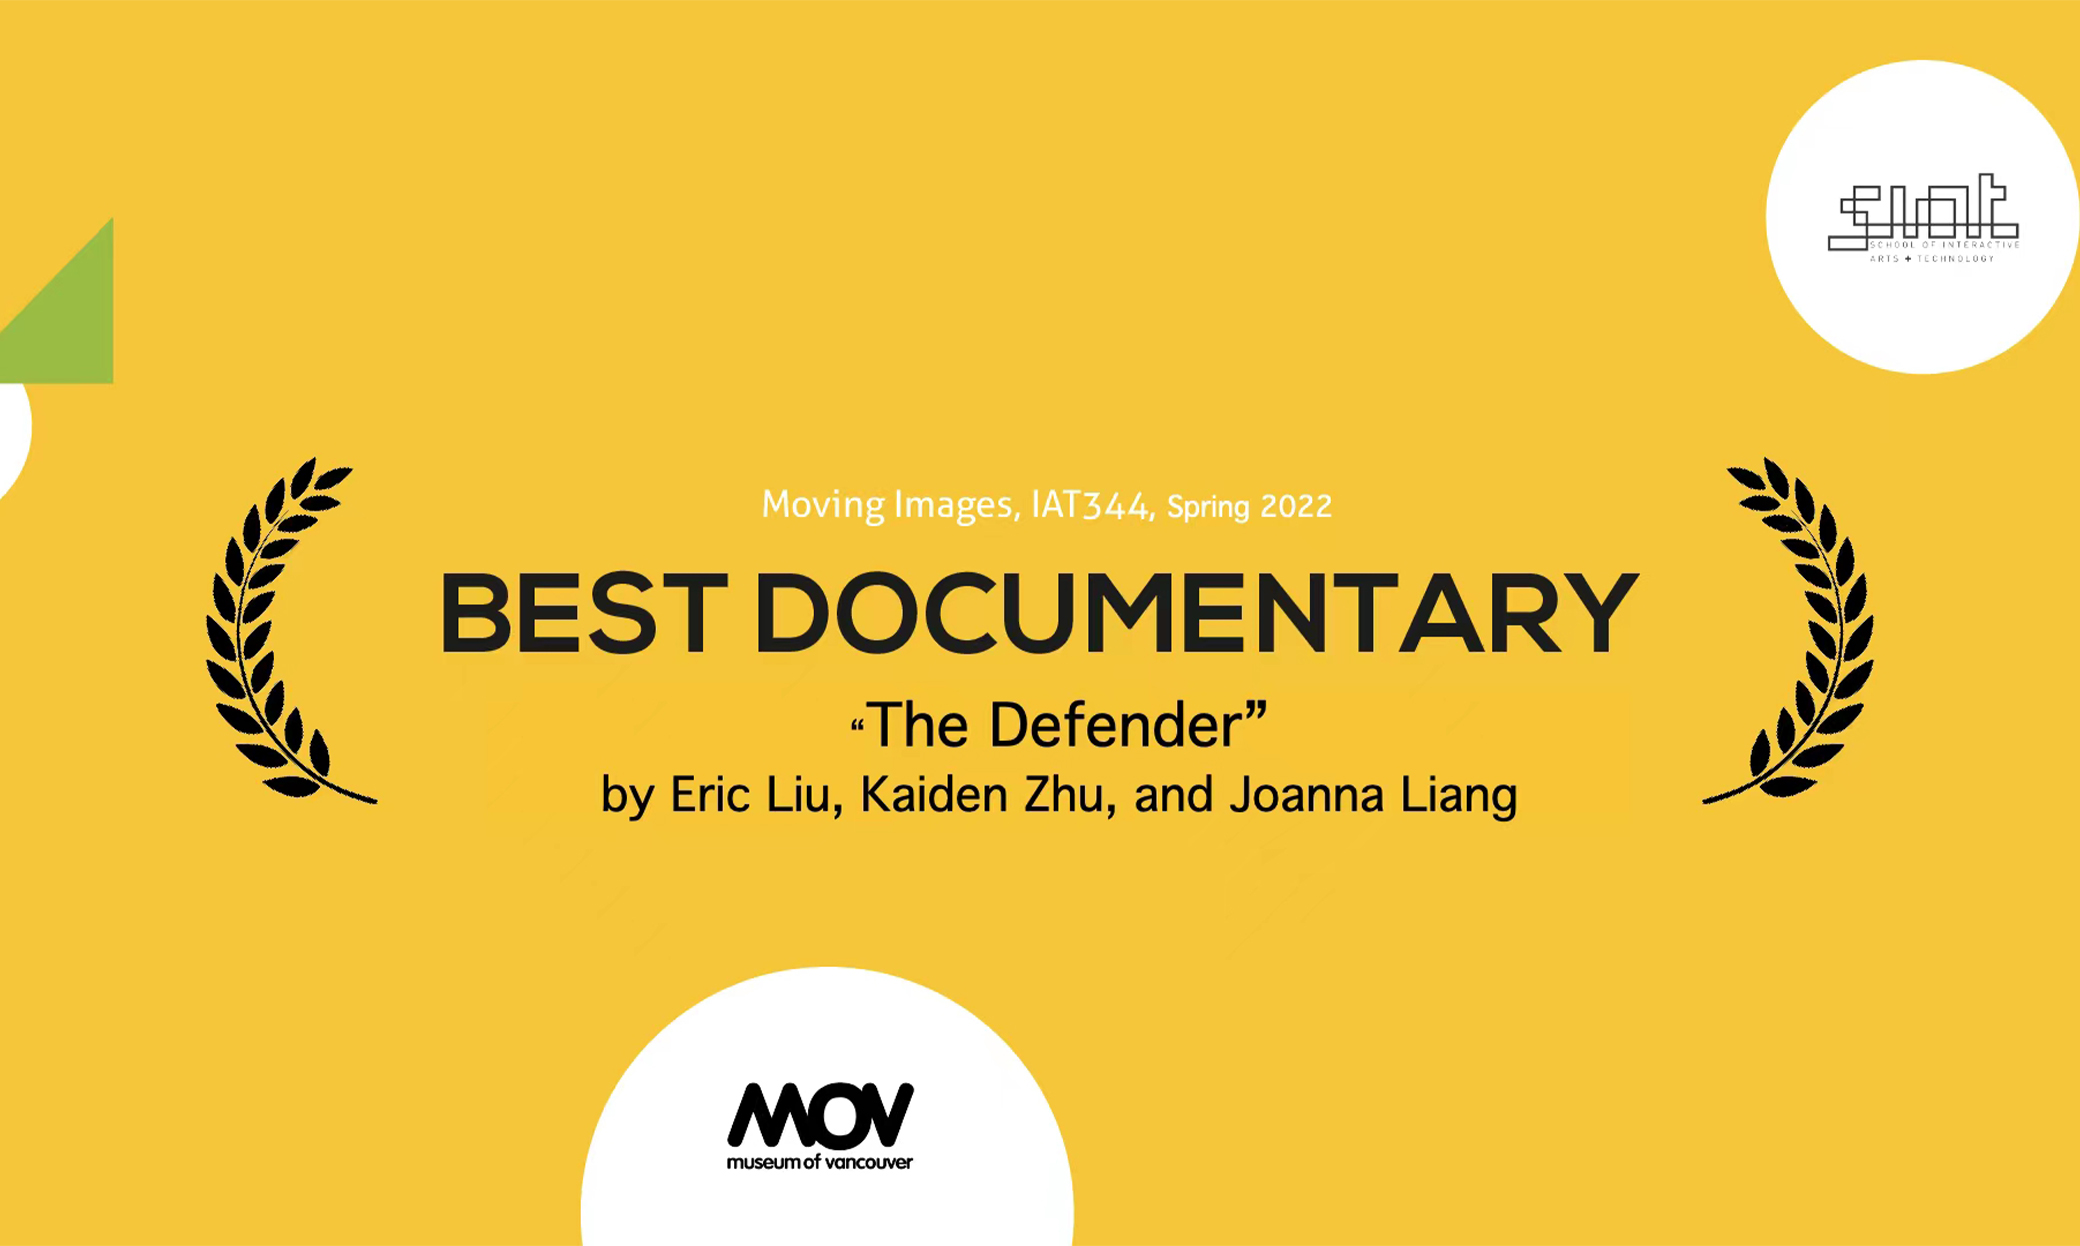 siat
SCHOOL OF INTERACTIVE
ARTS + TECHNOLOGY
Moving Images, IAT344, Spring 2022
BEST DOCUMENTARY
“The Defender”
by Eric Liu, Kaiden Zhu, and Joanna Liang
MOV
museum of vancouver